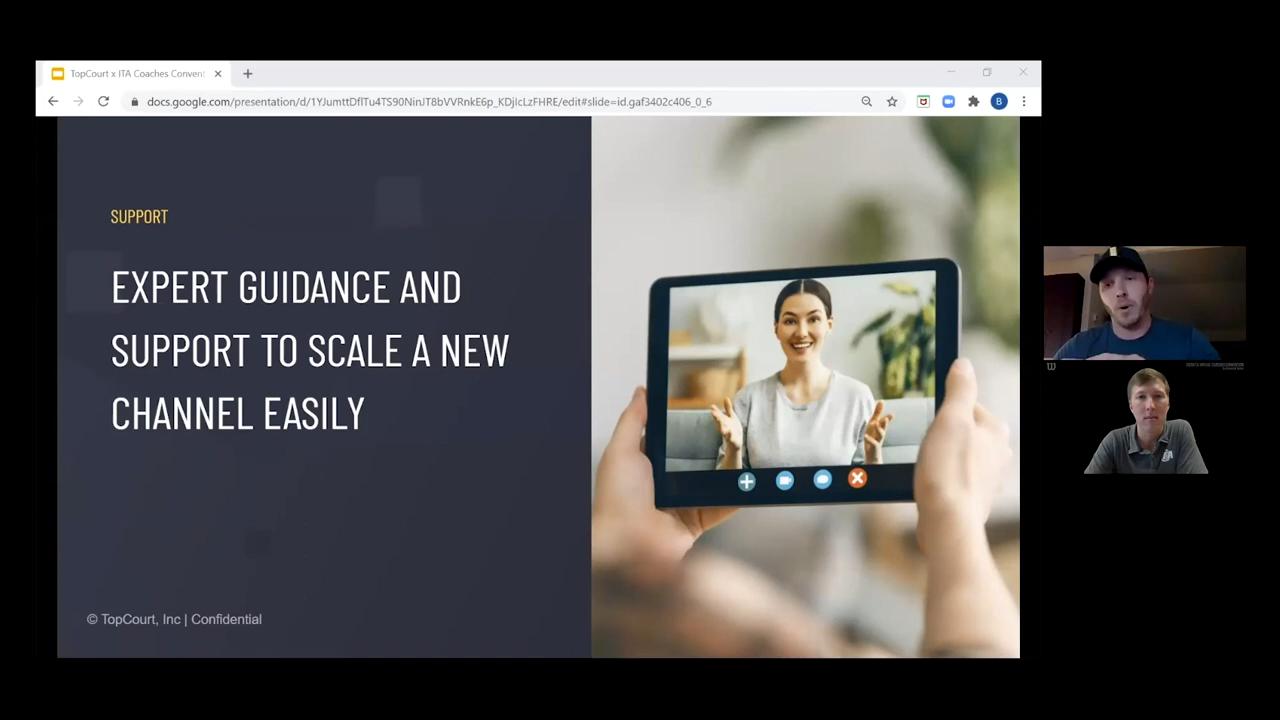 TopCourt x ITA Coaches Convent
docs.google.com/presentation/d/1YJumttDflTu4TS90NinJT8bVVRnkE6p_KDjIcLzFHRE/edit#slide=id.gaf3402c406_0_6
B
SUPPORT
EXPERT GUIDANCE AND
SUPPORT TO SCALE A NEW
CHANNEL EASILY
© TopCourt, Inc | Confidential